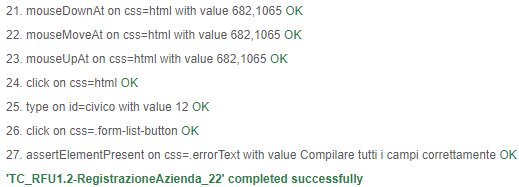 21. mouseDownAt on css=html with value 682,1065 OK
22. mouseMoveAt on css=html with value 682,1065 OK
23. mouseUpAt on css=html with value 682,1065 OK
24. click on css=html OK
25. type on id=civico with value 12 OK
26. click on css=.form-list-button OK
27. assertElementPresent on css=.errorText with value Compilare tutti i campi correttamente OK
'TC_RFU1.2-RegistrazioneAzienda_22' completed successfully